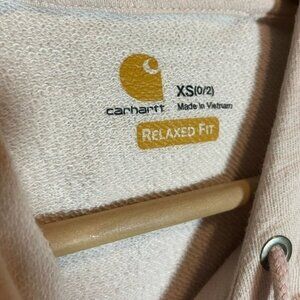 carhartt
XS(0/2)
Made in Vietnam
RELAXED FIT